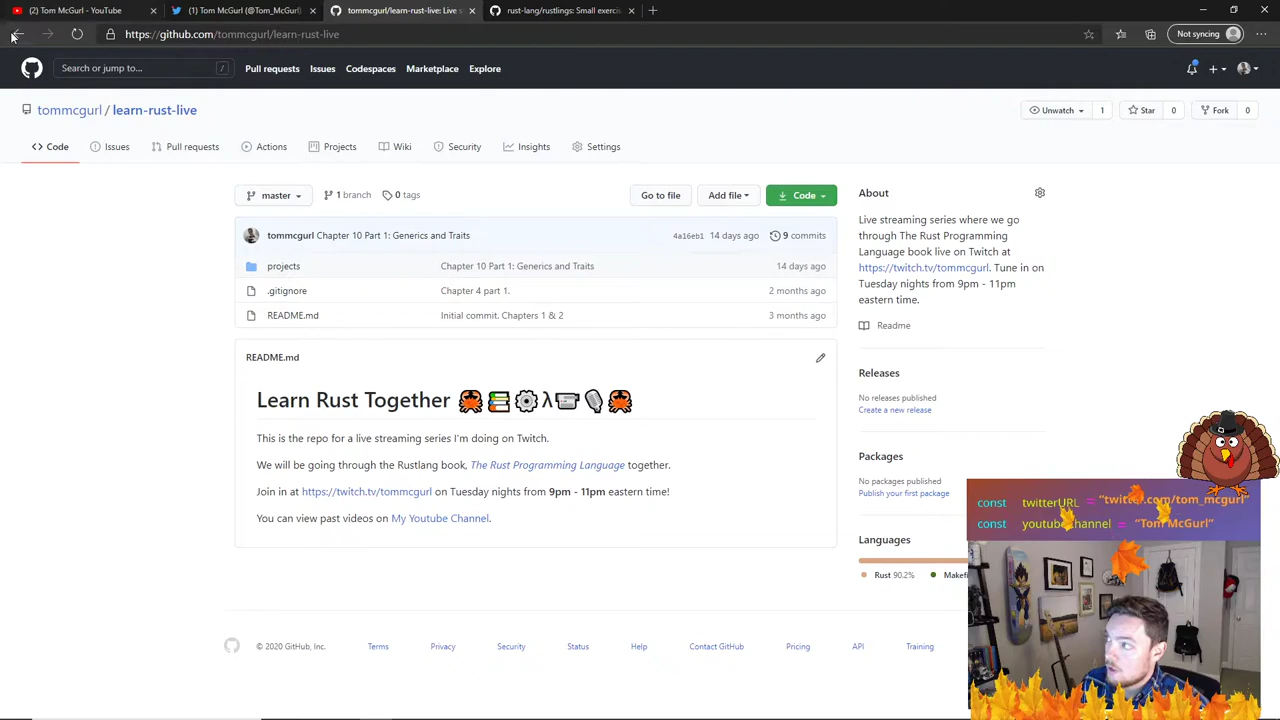 (2) Tom McGurl - YouTube
(1) Tom McGurl (@Tom_McGurl)
tommcgurl/learn-rust-live: Live s
rust-lang/rustlings: Small exercis
https://github.com/tommcgurl/learn-rust-live
Not syncing
Search or jump to...
/
Pull requests
Issues
Codespaces
Marketplace
Explore
tommcgurl / learn-rust-live
Unwatch 1
Star 0
Fork 0
Code
Issues
Pull requests
Actions
Projects
Wiki
Security
Insights
Settings
master
1 branch
0 tags
Go to file
Add file
Code
tommcgurl Chapter 10 Part 1: Generics and Traits 4a16eb1 14 days ago 9 commits
projects Chapter 10 Part 1: Generics and Traits 14 days ago
.gitignore Chapter 4 part 1. 2 months ago
README.md Initial commit. Chapters 1 & 2 3 months ago
README.md
Learn Rust Together λ
This is the repo for a live streaming series I'm doing on Twitch.
We will be going through the Rustlang book, The Rust Programming Language together.
Join in at https://twitch.tv/tommcgurl on Tuesday nights from 9pm - 11pm eastern time!
You can view past videos on My Youtube Channel.
About
Live streaming series where we go
through The Rust Programming
Language book live on Twitch at
https://twitch.tv/tommcgurl. Tune in on
Tuesday nights from 9pm - 11pm
eastern time.
Readme
Releases
No releases published
Create a new release
Packages
No packages published
Publish your first package
Languages
Rust 90.2%
Makefi
const twitterURL = "twitter.com/tom_mcgurl"
const youtubeChannel = "Tom McGurl"
© 2020 GitHub, Inc.
Terms
Privacy
Security
Status
Help
Contact GitHub
Pricing
API
Training